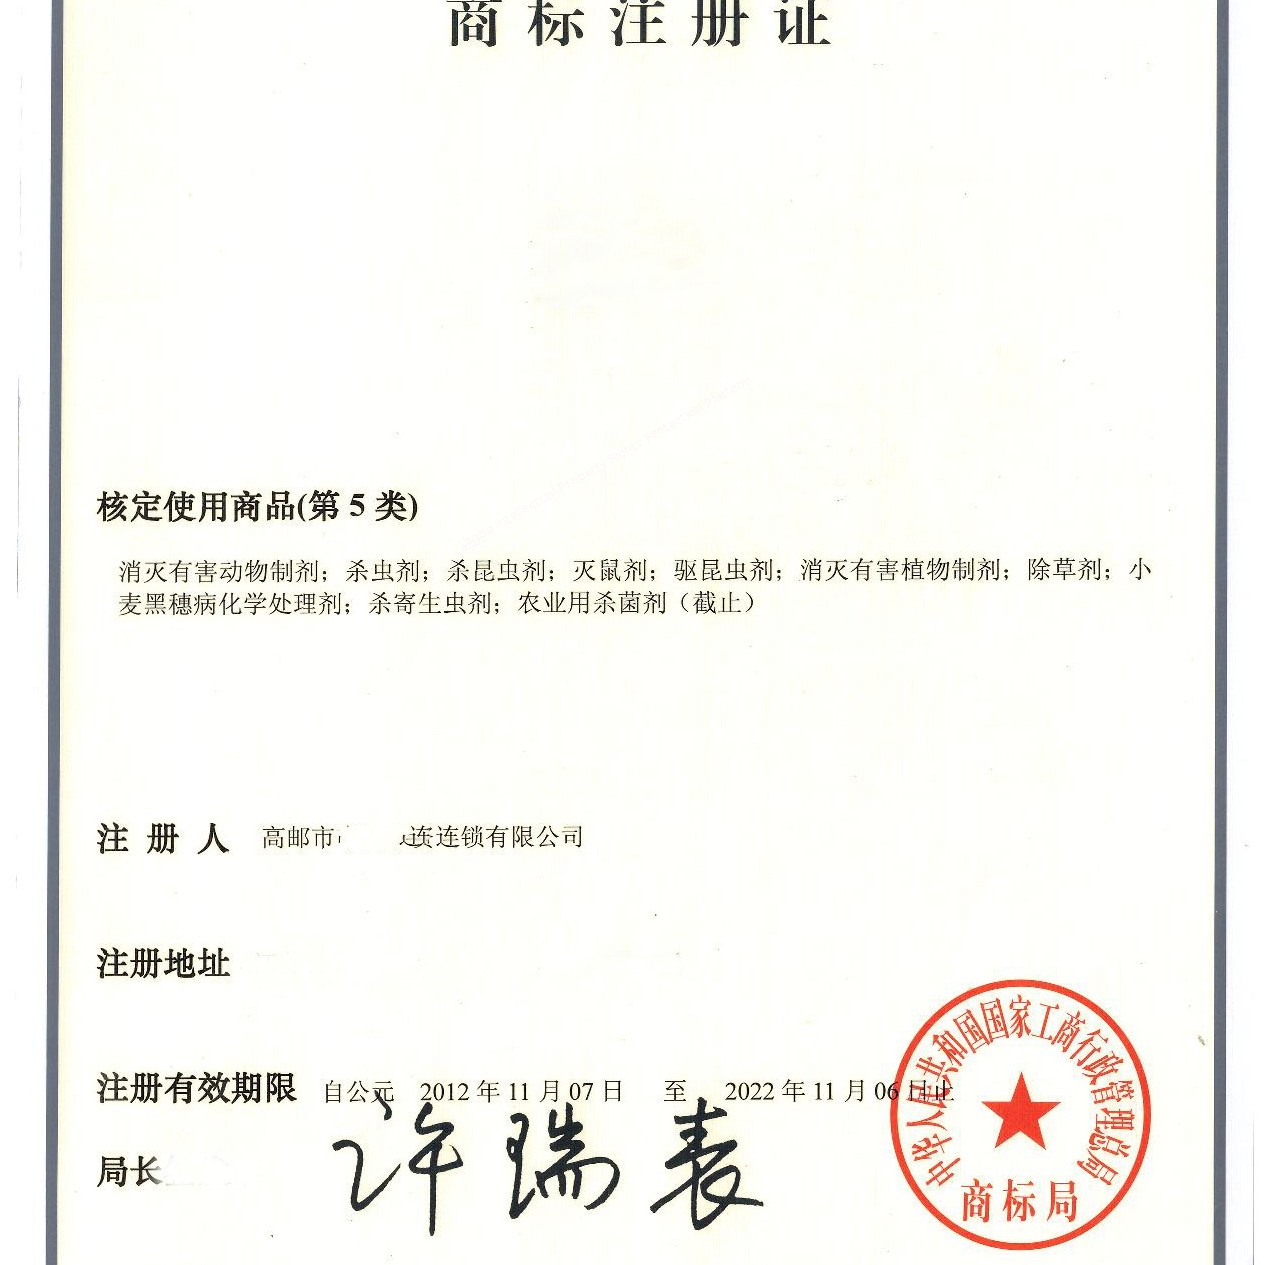 商标注册证
核定使用商品(第 5 类)
消灭有害动物制剂；杀虫剂；杀昆虫剂；灭鼠剂；驱昆虫剂；消灭有害植物制剂；除草剂；小
麦黑穗病化学处理剂；杀寄生虫剂；农业用杀菌剂（截止）
注 册 人 高邮市 连锁有限公司
注册地址
注册有效期限 自公元 2012 年 11 月 07 日 至 2022 年 11 月 06 日止
局长 许瑞表
中华人民共和国国家工商行政管理总局
商标局